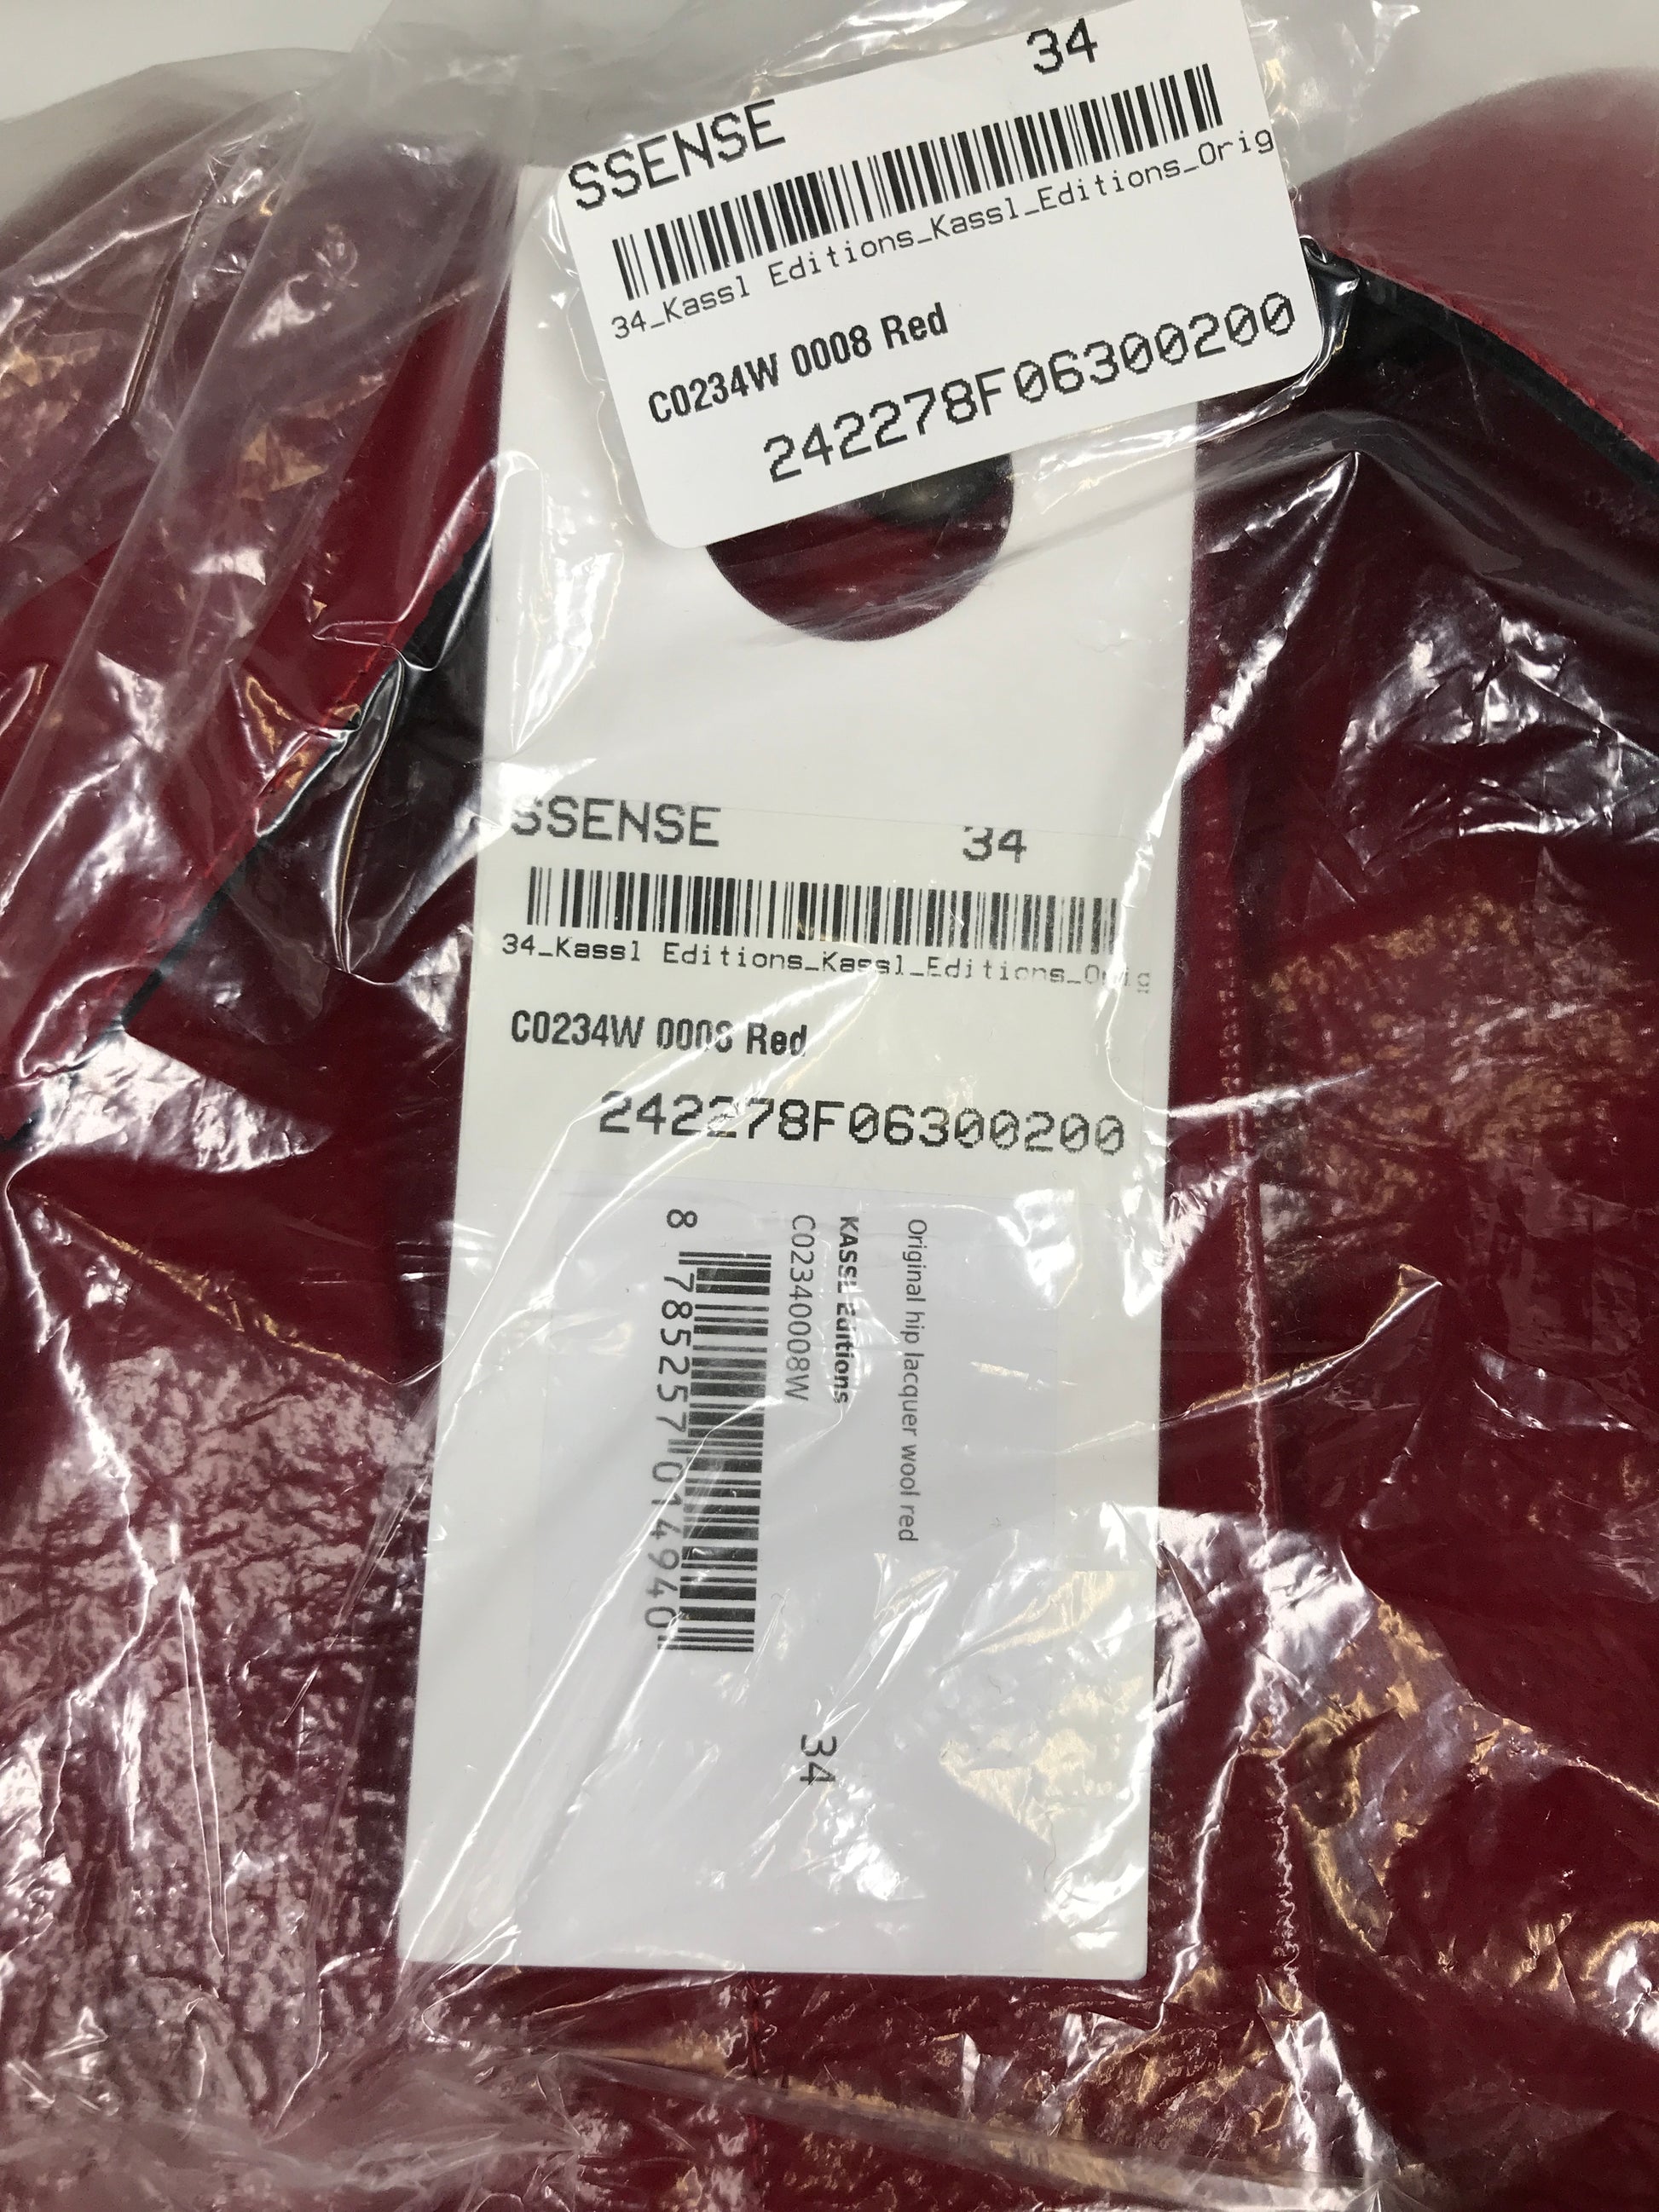 SSENSE 34
34_Kassl Editions_Kassl_Editions_Orig
C0234W 0008 Red
242278F06300200
SSENSE 34
34_Kassl Editions_Kassl_Editions_Orig
C0234W 0008 Red
242278F06300200
Original hip lacquer wool red
KASSL Editions
C02340008W
34
8 785257 014940